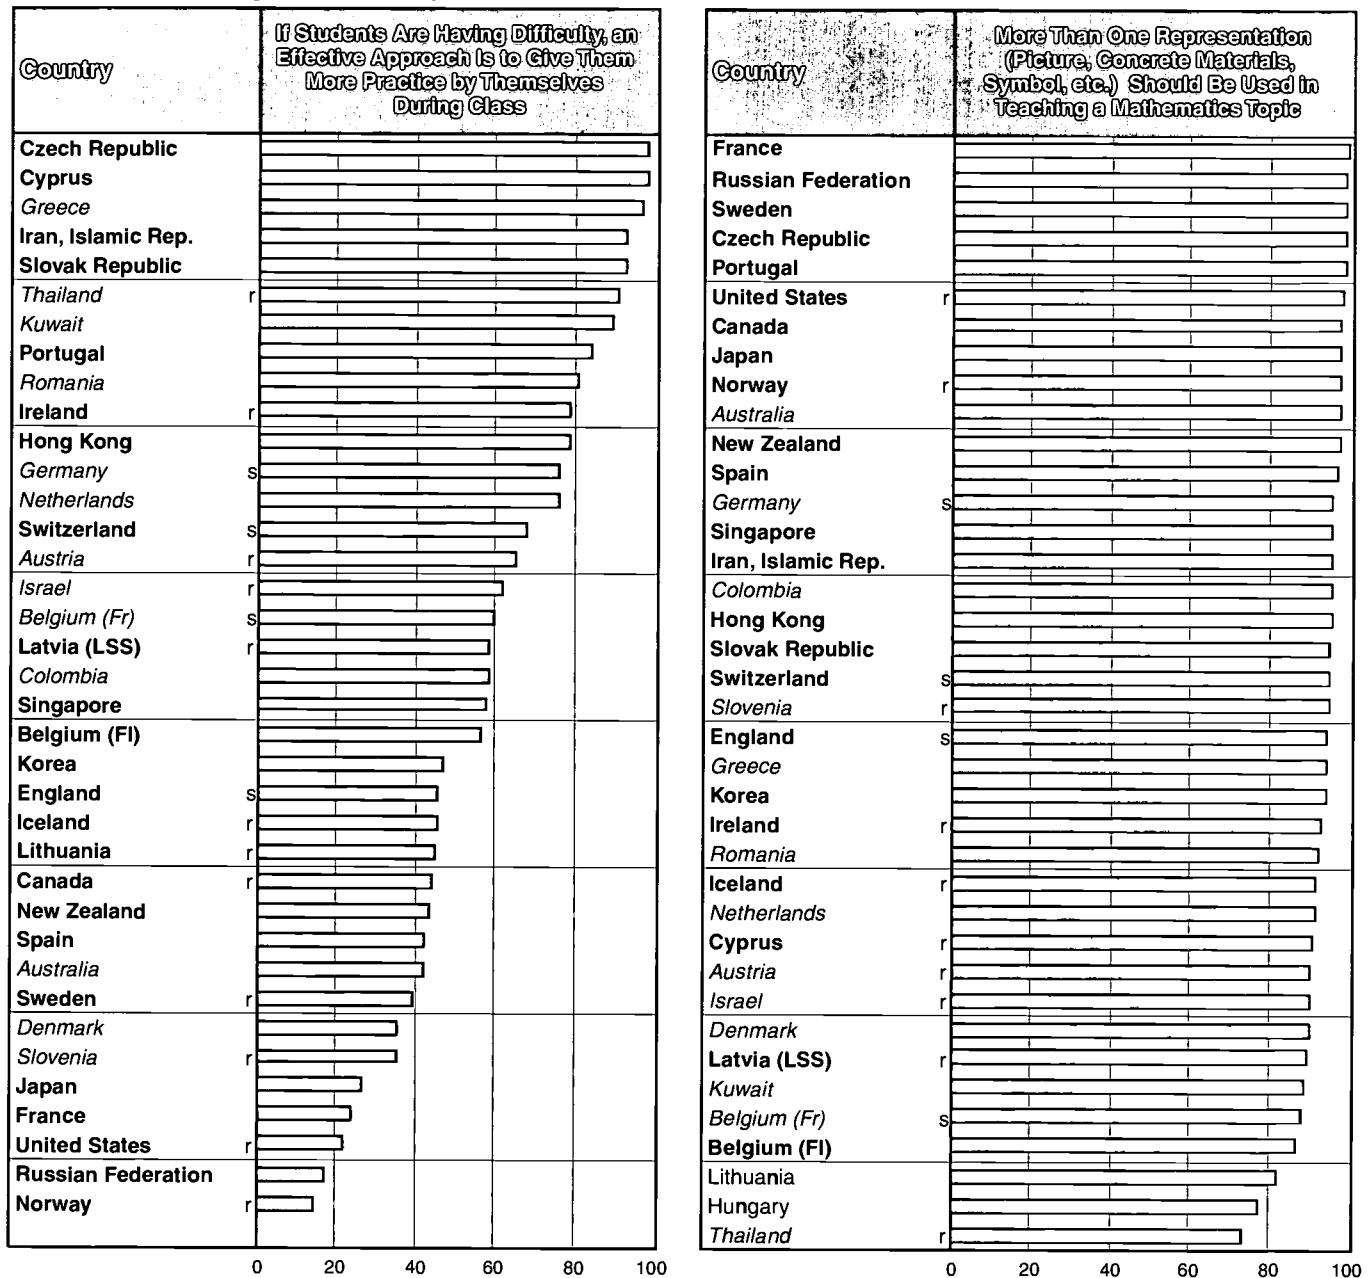 Country
If Students Are Having Difficulty, an
Effective Approach Is to Give Them
More Practice by Themselves
During Class
Czech Republic
Cyprus
Greece
Iran, Islamic Rep.
Slovak Republic
Thailand r
Kuwait
Portugal
Romania
Ireland r
Hong Kong
Germany s
Netherlands
Switzerland s
Austria r
Israel r
Belgium (Fr) s
Latvia (LSS) r
Colombia
Singapore
Belgium (Fl)
Korea
England s
Iceland r
Lithuania r
Canada r
New Zealand
Spain
Australia
Sweden r
Denmark
Slovenia r
Japan
France
United States r
Russian Federation
Norway r
0 20 40 60 80 100
Country
More Than One Representation
(Picture, Concrete Materials,
Symbol, etc.) Should Be Used in
Teaching a Mathematics Topic
France
Russian Federation
Sweden
Czech Republic
Portugal
United States r
Canada
Japan
Norway r
Australia
New Zealand
Spain
Germany s
Singapore
Iran, Islamic Rep.
Colombia
Hong Kong
Slovak Republic
Switzerland s
Slovenia r
England s
Greece
Korea
Ireland r
Romania
Iceland r
Netherlands
Cyprus r
Austria r
Israel r
Denmark
Latvia (LSS) r
Kuwait
Belgium (Fr) s
Belgium (Fl)
Lithuania
Hungary
Thailand r
0 20 40 60 80 100